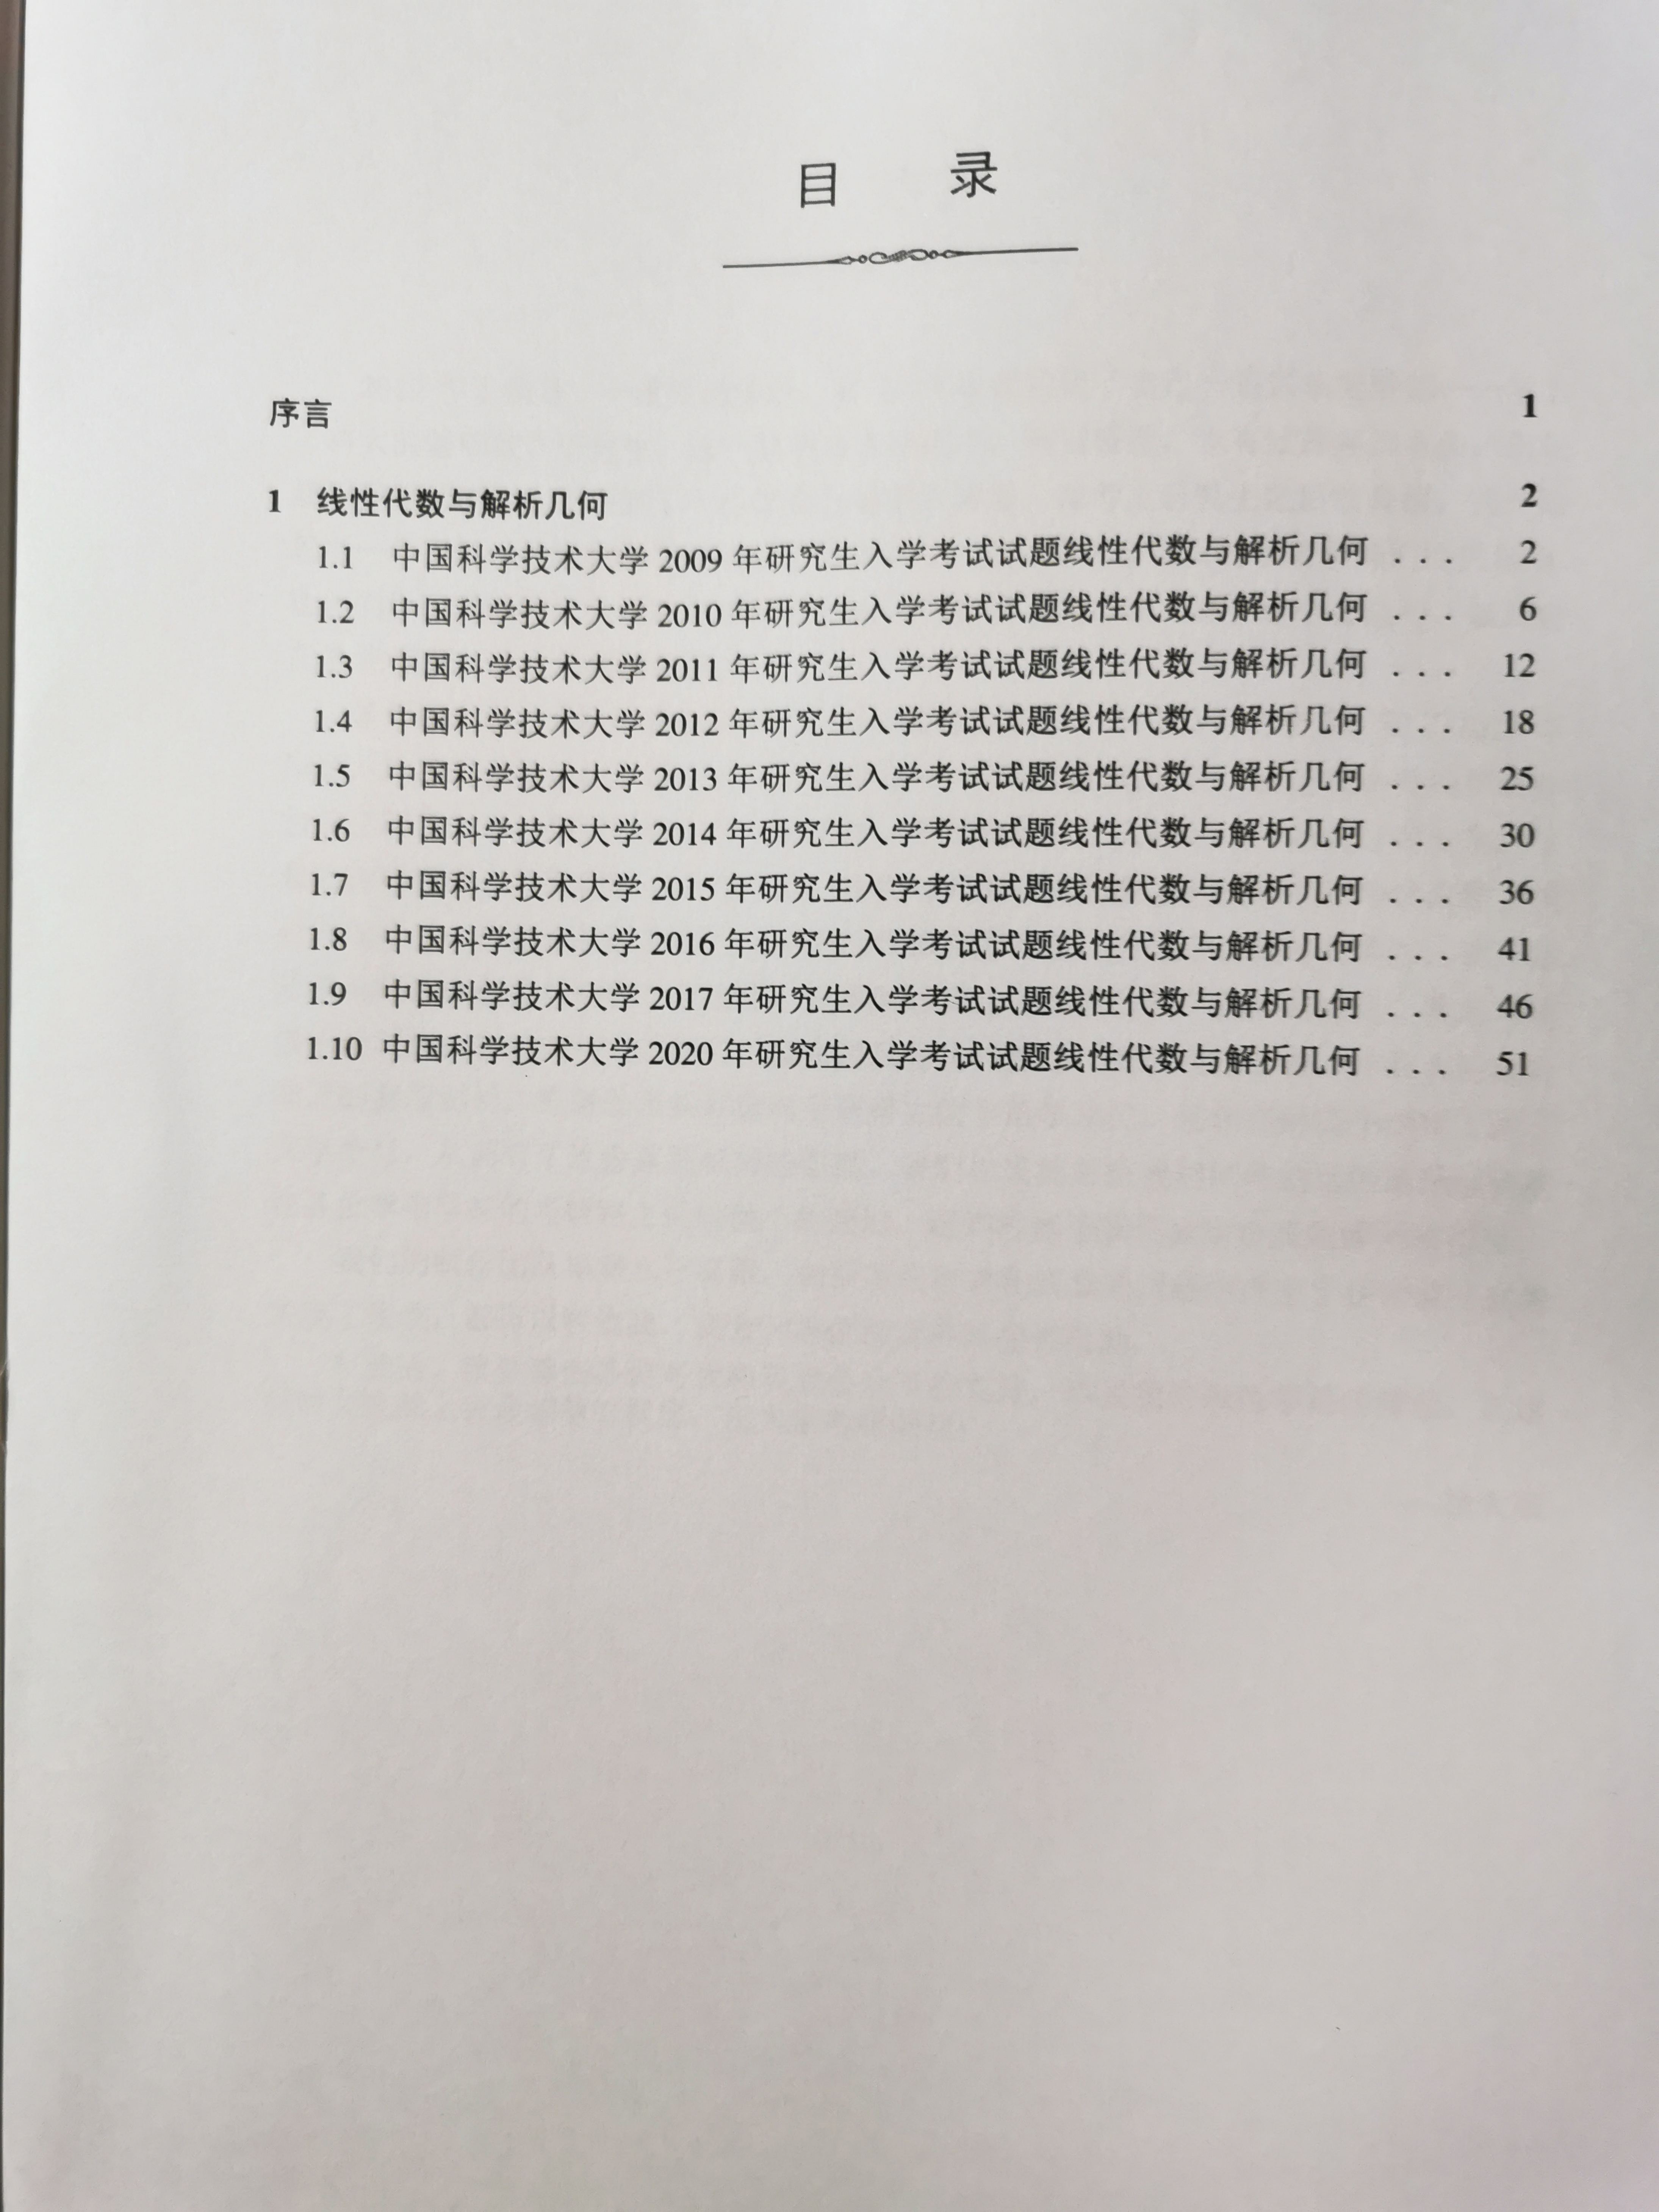 目 录
序言 1
1 线性代数与解析几何 2
1.1 中国科学技术大学 2009 年研究生入学考试试题线性代数与解析几何 . . . 2
1.2 中国科学技术大学 2010 年研究生入学考试试题线性代数与解析几何 . . . 6
1.3 中国科学技术大学 2011 年研究生入学考试试题线性代数与解析几何 . . . 12
1.4 中国科学技术大学 2012 年研究生入学考试试题线性代数与解析几何 . . . 18
1.5 中国科学技术大学 2013 年研究生入学考试试题线性代数与解析几何 . . . 25
1.6 中国科学技术大学 2014 年研究生入学考试试题线性代数与解析几何 . . . 30
1.7 中国科学技术大学 2015 年研究生入学考试试题线性代数与解析几何 . . . 36
1.8 中国科学技术大学 2016 年研究生入学考试试题线性代数与解析几何 . . . 41
1.9 中国科学技术大学 2017 年研究生入学考试试题线性代数与解析几何 . . . 46
1.10 中国科学技术大学 2020 年研究生入学考试试题线性代数与解析几何 . . . 51